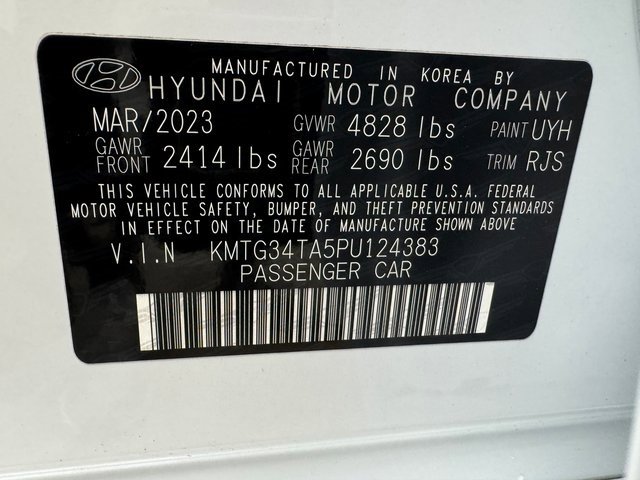 MANUFACTURED IN KOREA BY
HYUNDAI MOTOR COMPANY
MAR/2023 GVWR 4828 lbs PAINT UYH
GAWR FRONT 2414 lbs GAWR REAR 2690 lbs TRIM RJS
THIS VEHICLE CONFORMS TO ALL APPLICABLE U.S.A. FEDERAL
MOTOR VEHICLE SAFETY, BUMPER, AND THEFT PREVENTION STANDARDS
IN EFFECT ON THE DATE OF MANUFACTURE SHOWN ABOVE
V.I.N KMTG34TA5PU124383
PASSENGER CAR